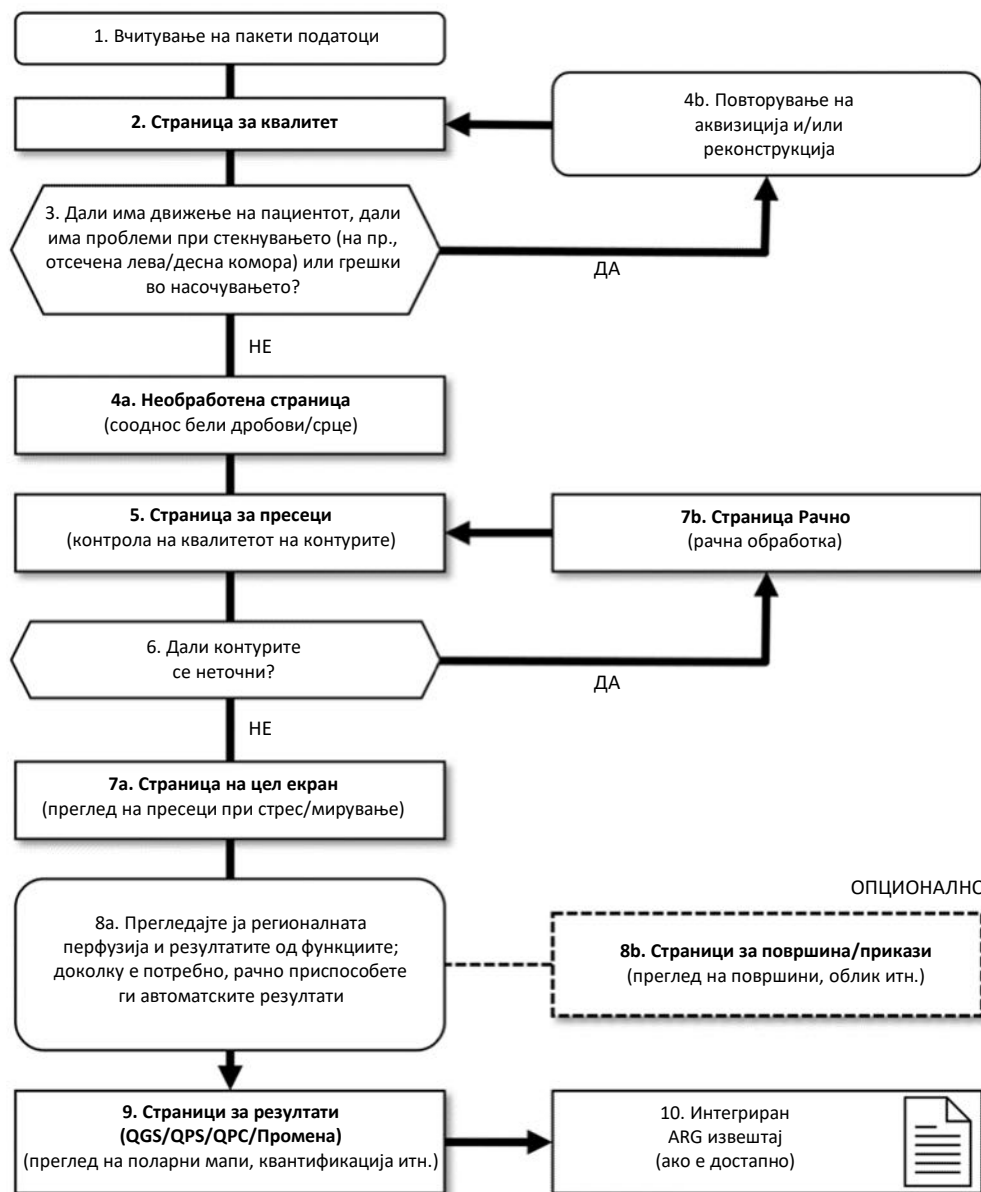 1. Вчитување на пакети податоци
2. Страница за квалитет
4b. Повторување на
аквизиција и/или
реконструкција
3. Дали има движење на пациентот, дали
има проблеми при стекнувањето (на пр.,
отсечена лева/десна комора) или грешки
во насочувањето?
ДА
НЕ
4a. Необработена страница
(сооднос бели дробови/срце)
5. Страница за пресеци
(контрола на квалитетот на контурите)
7b. Страница Рачно
(рачна обработка)
6. Дали контурите
се неточни?
ДА
НЕ
7a. Страница на цел екран
(преглед на пресеци при стрес/мирување)
ОПЦИОНАЛНО
8a. Прегледајте ја регионалната
перфузија и резултатите од функциите;
доколку е потребно, рачно приспособете
ги автоматските резултати
8b. Страници за површина/прикази
(преглед на површини, облик итн.)
9. Страници за резултати
(QGS/QPS/QPC/Промена)
(преглед на поларни мапи, квантификација итн.)
10. Интегриран
ARG извештај
(ако е достапно)